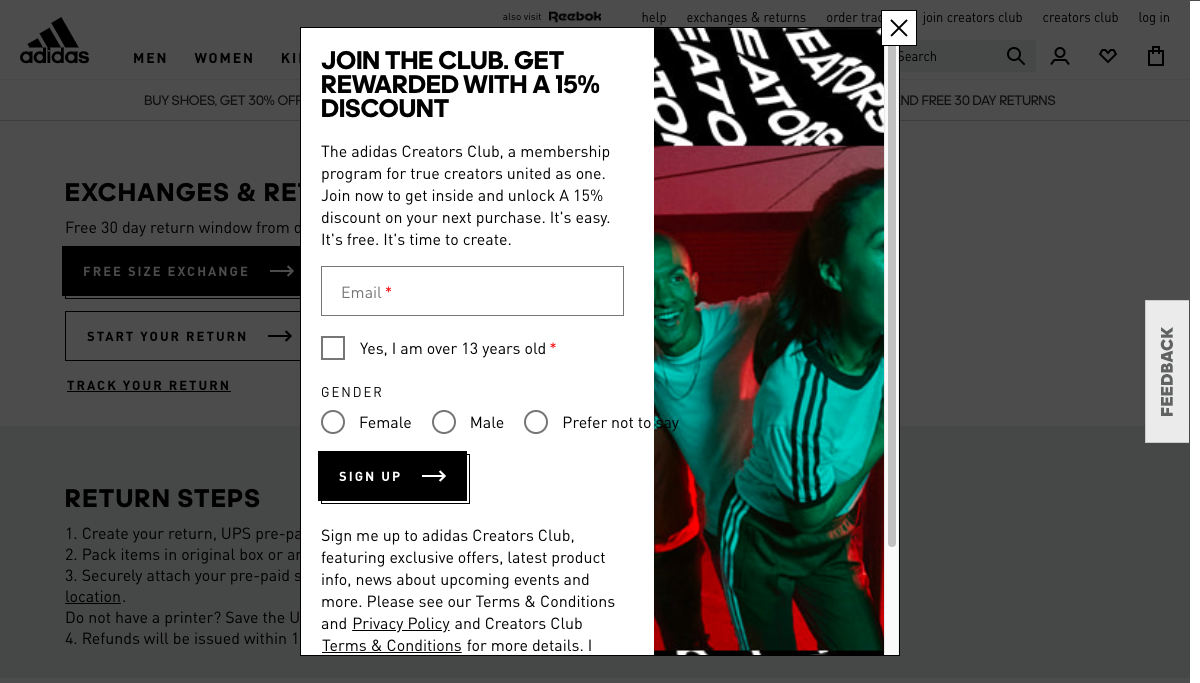 also visit Reebok
help exchanges & returns order trac join creators club creators club log in
adidas
MEN WOMEN
Search
BUY SHOES, GET 30% OFF
FREE 30 DAY RETURNS
EXCHANGES &
Free 30 day return window from
FREE SIZE EXCHANGE
START YOUR RETURN
TRACK YOUR RETURN
RETURN STEPS
1. Create your return, UPS pre-pa
2. Pack items in original box or
3. Securely attach your pre-paid
location.
Do not have a printer? Save the
4. Refunds will be issued within
JOIN THE CLUB. GET
REWARDED WITH A 15%
DISCOUNT
The adidas Creators Club, a membership
program for true creators united as one.
Join now to get inside and unlock A 15%
discount on your next purchase. It's easy.
It's free. It's time to create.
Email *
Yes, I am over 13 years old *
GENDER
Female Male Prefer not to say
SIGN UP
Sign me up to adidas Creators Club,
featuring exclusive offers, latest product
info, news about upcoming events and
more. Please see our Terms & Conditions
and Privacy Policy and Creators Club
Terms & Conditions for more details. I
EATORS
FEEDBACK